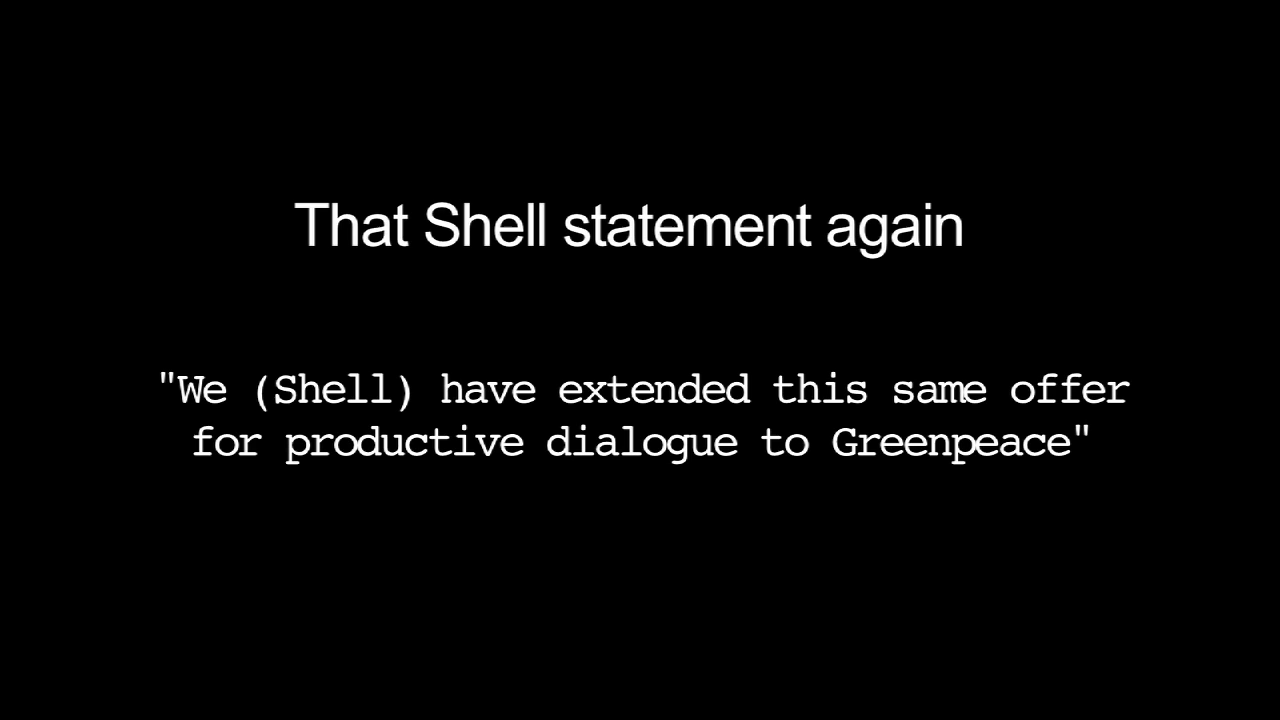 That Shell statement again
"We (Shell) have extended this same offer
for productive dialogue to Greenpeace"